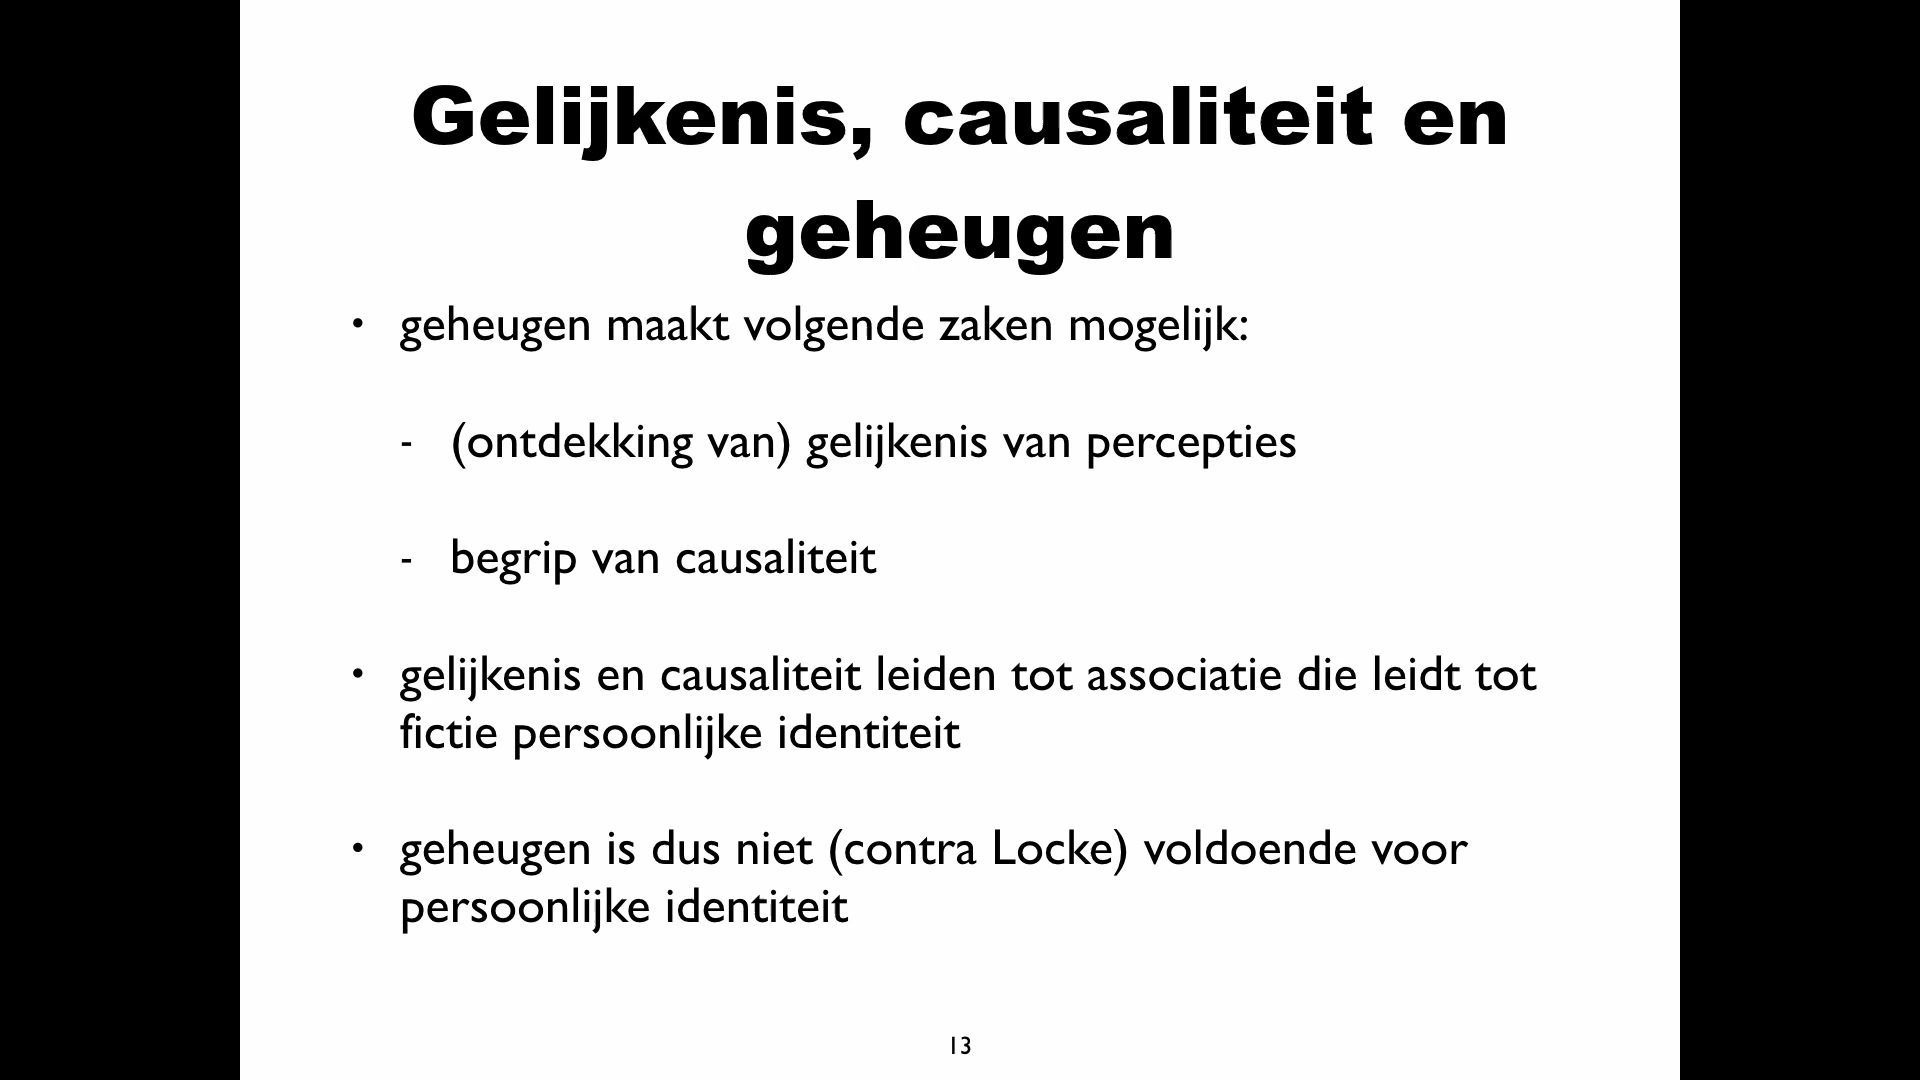 Gelijkenis, causaliteit en
geheugen
• geheugen maakt volgende zaken mogelijk:
- (ontdekking van) gelijkenis van percepties
- begrip van causaliteit
• gelijkenis en causaliteit leiden tot associatie die leidt tot
fictie persoonlijke identiteit
• geheugen is dus niet (contra Locke) voldoende voor
persoonlijke identiteit
13